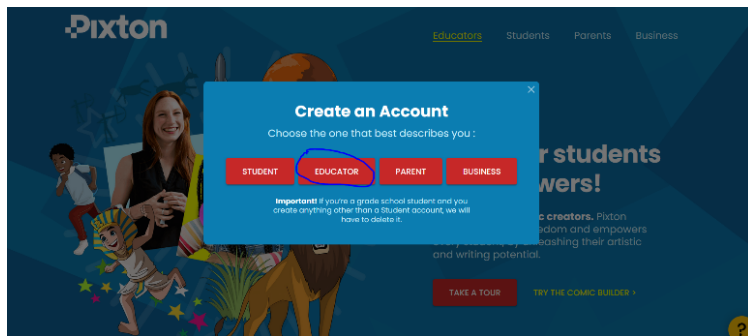 Pixton
Educators Students Parents Business
×
Create an Account
Choose the one that best describes you :
STUDENT EDUCATOR PARENT BUSINESS
Important! If you're a grade school student and you
create anything other than a Student account, we will
have to delete it.
r students
wers!
c creators. Pixton
edom and empowers
eashing their artistic
and writing potential.
TAKE A TOUR TRY THE COMIC BUILDER >
?